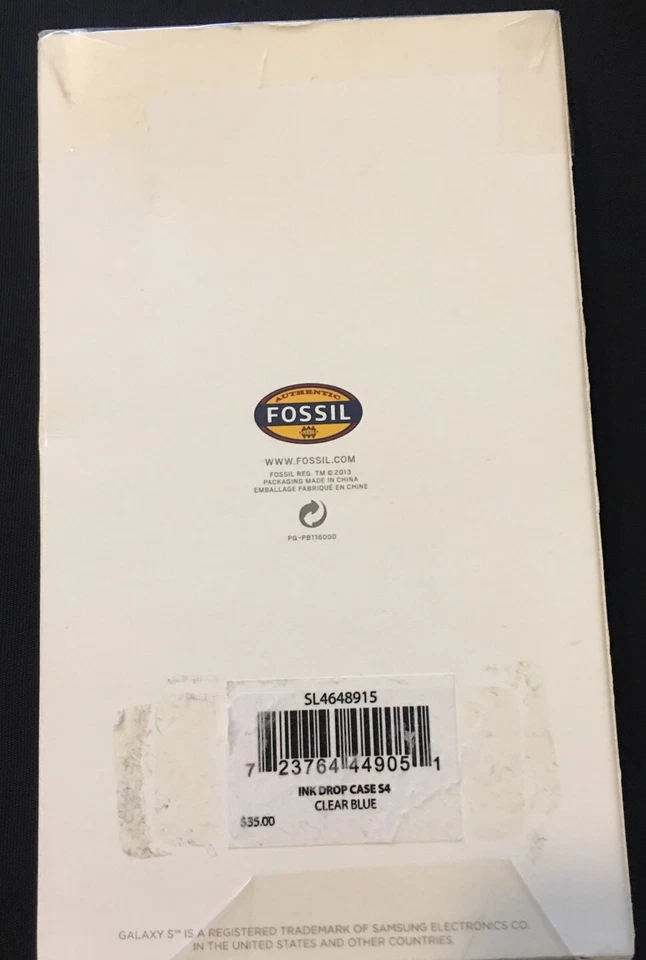 AUTHENTIC
FOSSIL
WWW.FOSSIL.COM
FOSSIL REG. TM © 2013
PACKAGING MADE IN CHINA
EMBALLAGE FABRIQUÉ EN CHINE
PG-PB116000
SL4648915
7 23764 44905 1
INK DROP CASE S4
CLEAR BLUE
$35.00
GALAXY S™ IS A REGISTERED TRADEMARK OF SAMSUNG ELECTRONICS CO.
IN THE UNITED STATES AND OTHER COUNTRIES.